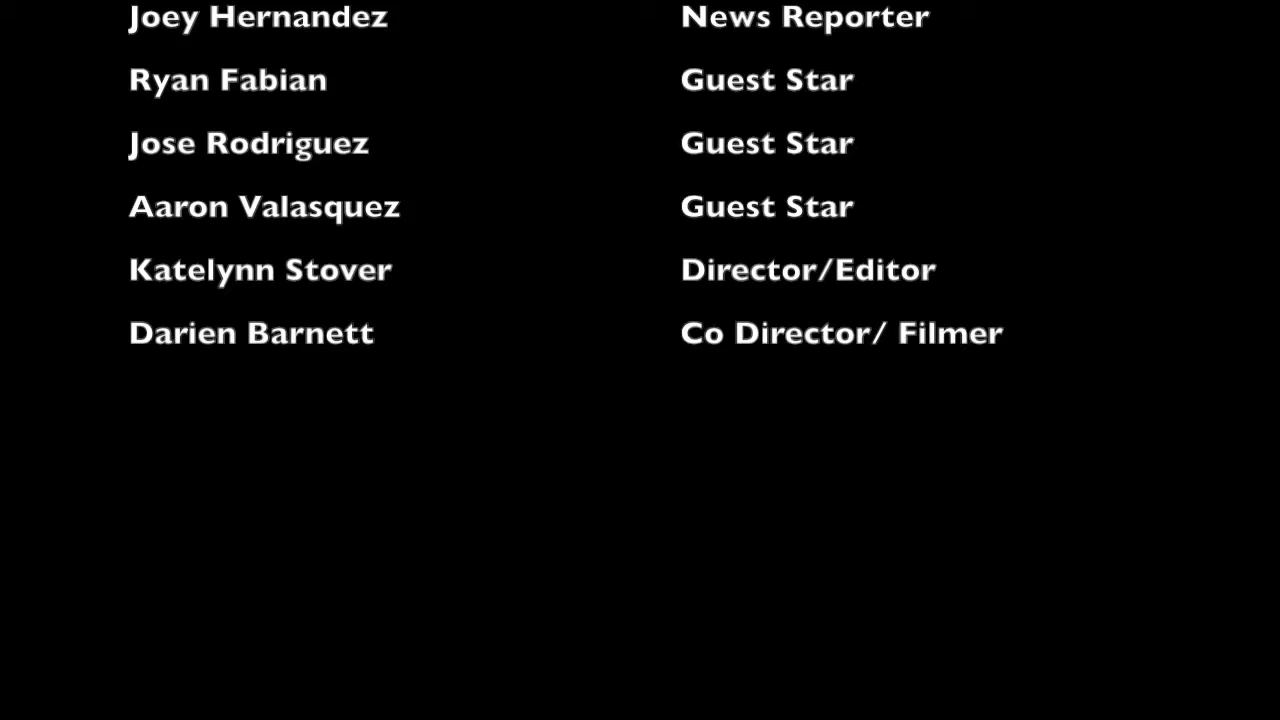 Joey Hernandez News Reporter
Ryan Fabian Guest Star
Jose Rodriguez Guest Star
Aaron Valasquez Guest Star
Katelynn Stover Director/Editor
Darien Barnett Co Director/ Filmer